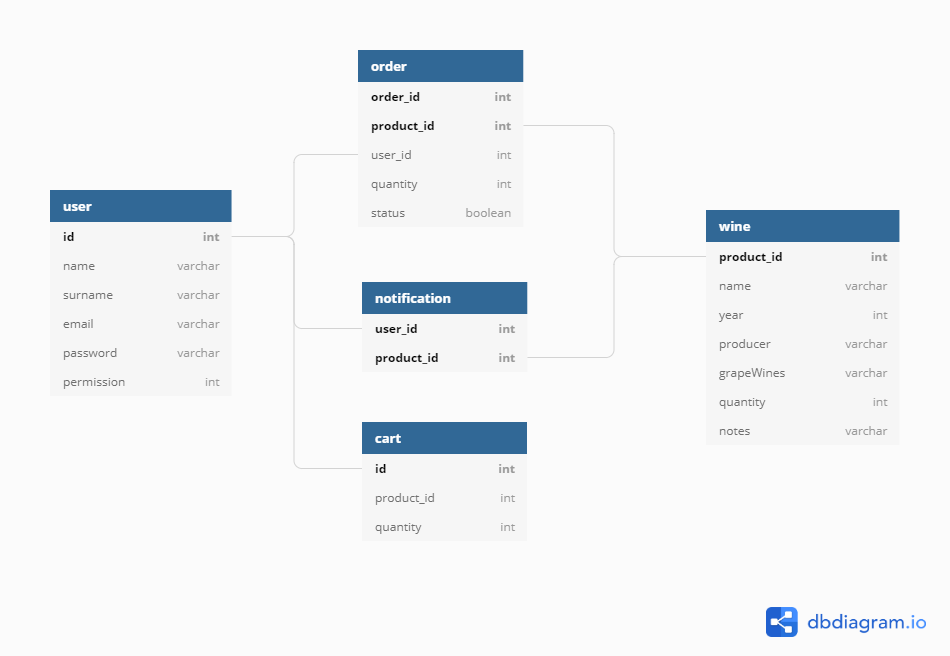 order
order_id int
product_id int
user_id int
quantity int
status boolean
user
id int
name varchar
surname varchar
email varchar
password varchar
permission int
notification
user_id int
product_id int
cart
id int
product_id int
quantity int
wine
product_id int
name varchar
year int
producer varchar
grapeWines varchar
quantity int
notes varchar
dbdiagram.io